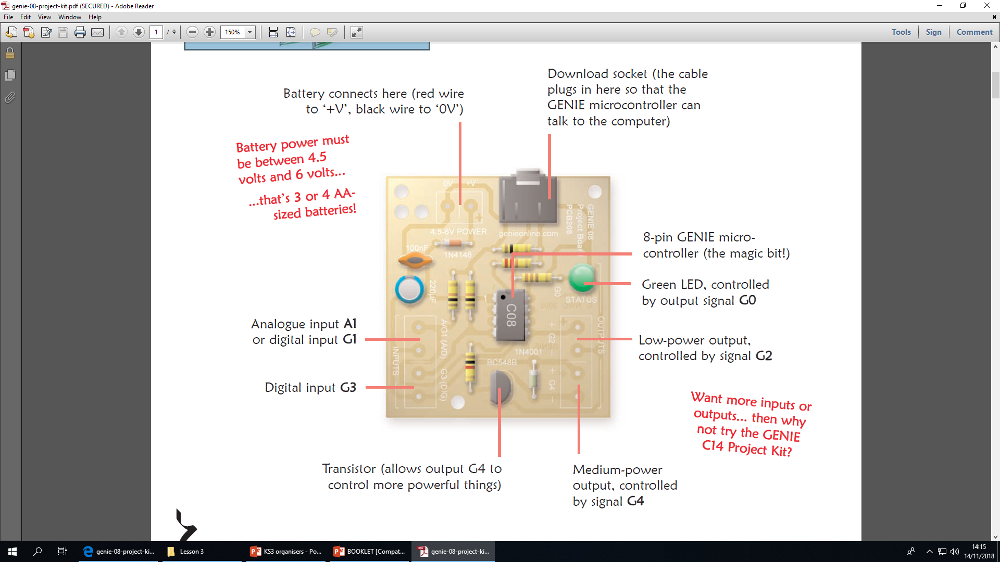 genie-08-project-kit.pdf (SECURED) - Adobe Reader
File Edit View Window Help
1 / 9 150% Tools Sign Comment
Download socket (the cable
plugs in here so that the
GENIE microcontroller can
talk to the computer)
Battery connects here (red wire
to ‘+V’, black wire to ‘0V’)
Battery power must
be between 4.5
volts and 6 volts...
...that's 3 or 4 AA-
sized batteries!
0V +V
4.5-6V POWER
genieonline.com
GENIE 08
Project Board
PCB208
100nF
1N4148
220µF
1
C08
G0
STATUS
8-pin GENIE micro-
controller (the magic bit!)
Green LED, controlled
by output signal G0
Analogue input A1
or digital input G1
Low-power output,
controlled by signal G2
Digital input G3
INPUTS
A/G1 (A/D)
G3 (DIG)
BC548B
1N4001
+ G2 -
+ G4 -
OUTPUTS
Want more inputs or
outputs... then why
not try the GENIE
C14 Project Kit?
Transistor (allows output G4 to
control more powerful things)
Medium-power
output, controlled
by signal G4
genie-08-project-ki...
Lesson 3
KS3 organisers - Po...
BOOKLET [Compat...
genie-08-project-ki...
14:15
14/11/2018